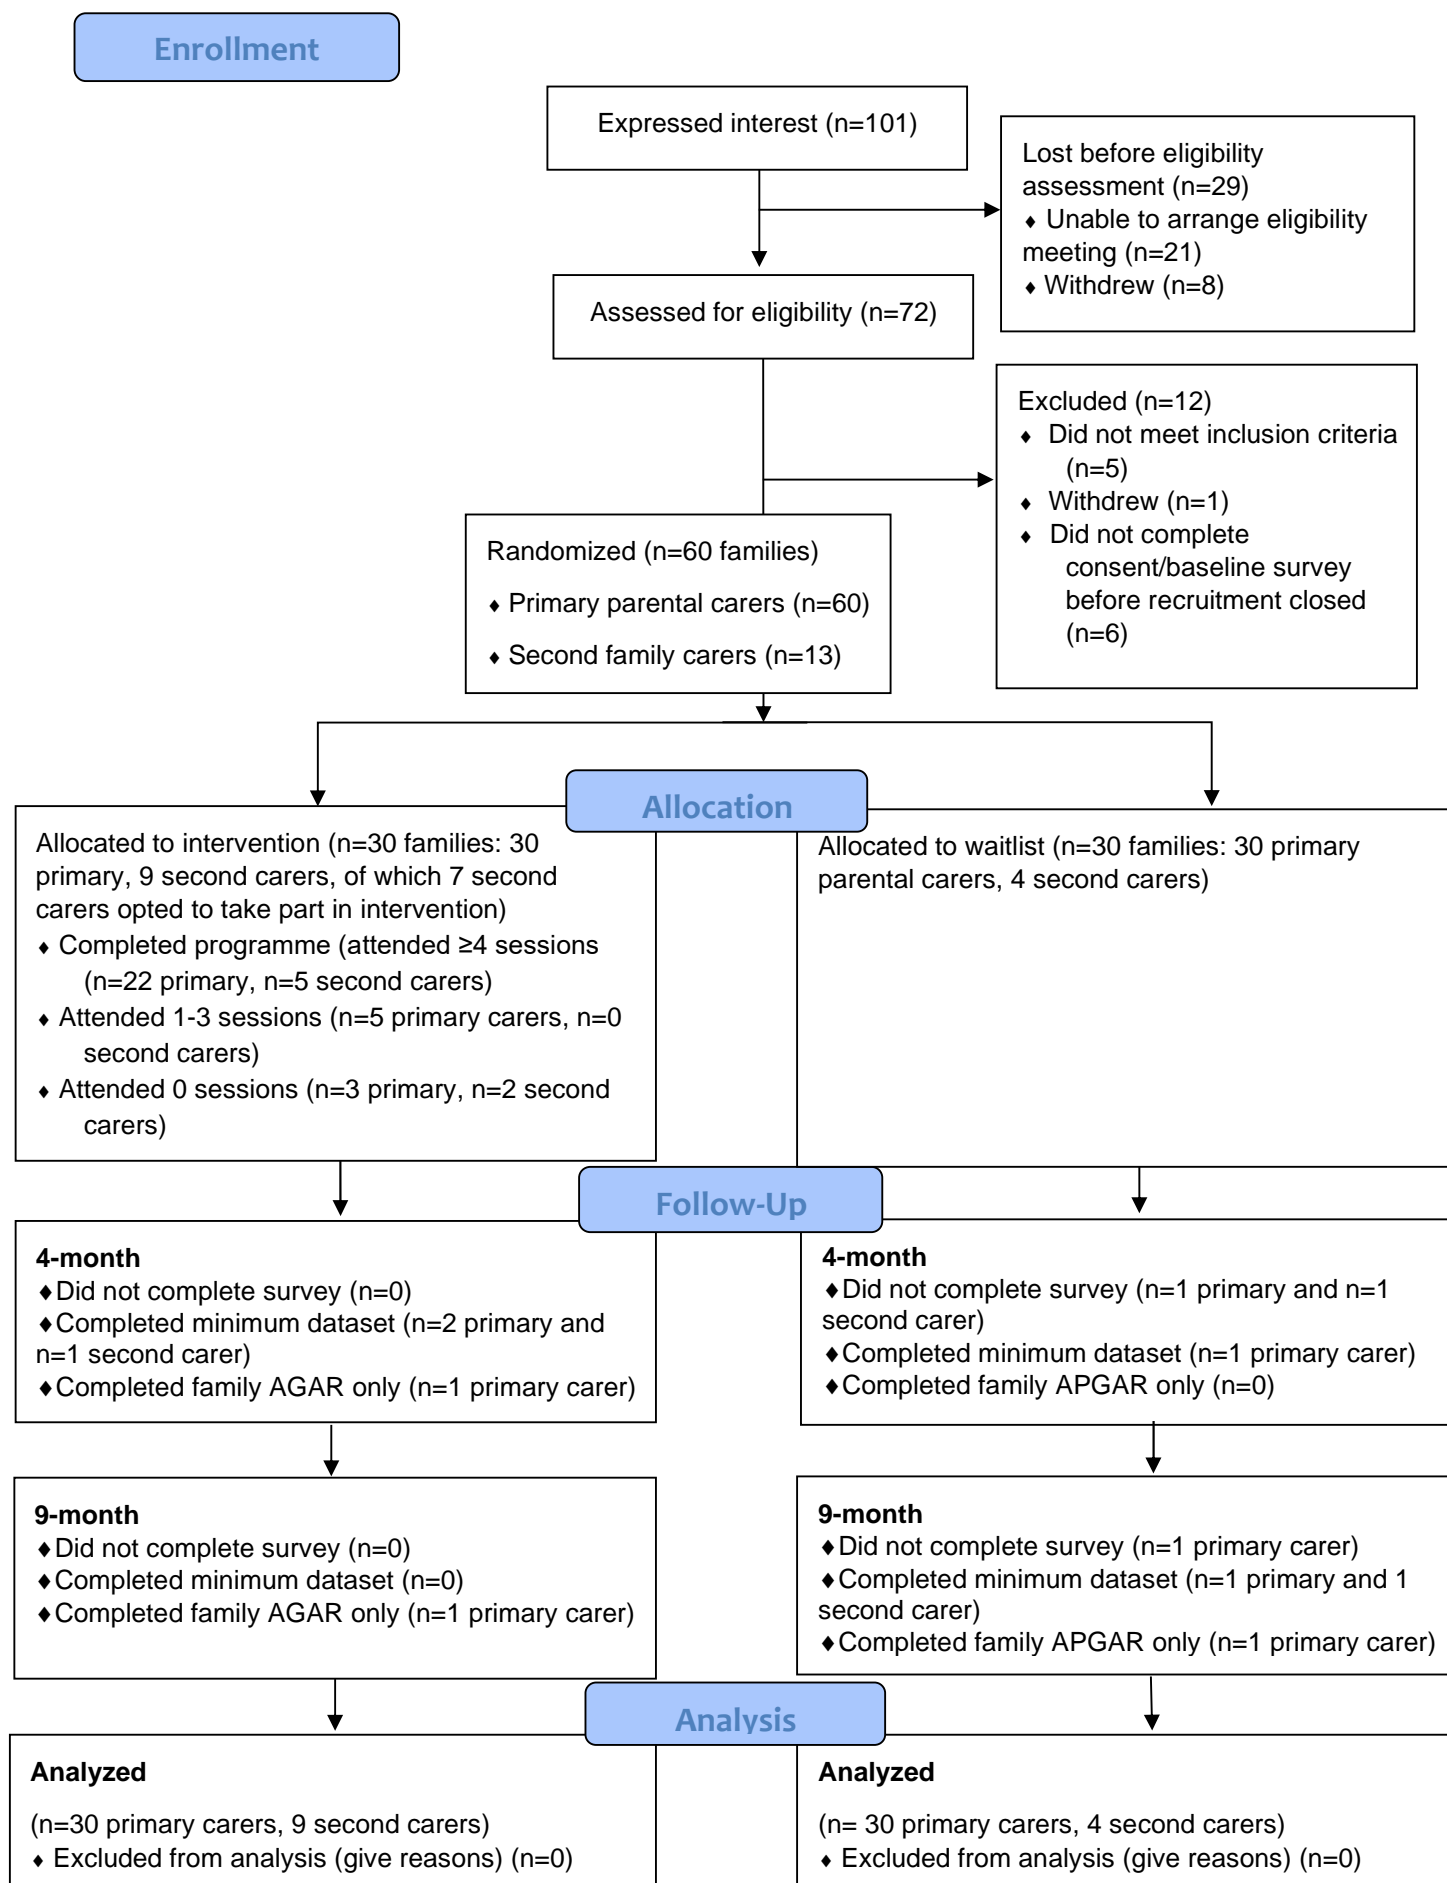 Enrollment
Expressed interest (n=101)
Lost before eligibility
assessment (n=29)
♦ Unable to arrange eligibility
meeting (n=21)
♦ Withdrew (n=8)
Assessed for eligibility (n=72)
Excluded (n=12)
♦ Did not meet inclusion criteria
(n=5)
♦ Withdrew (n=1)
♦ Did not complete
consent/baseline survey
before recruitment closed
(n=6)
Randomized (n=60 families)
♦ Primary parental carers (n=60)
♦ Second family carers (n=13)
Allocation
Allocated to intervention (n=30 families: 30
primary, 9 second carers, of which 7 second
carers opted to take part in intervention)
♦ Completed programme (attended ≥4 sessions
(n=22 primary, n=5 second carers)
♦ Attended 1-3 sessions (n=5 primary carers, n=0
second carers)
♦ Attended 0 sessions (n=3 primary, n=2 second
carers)
Allocated to waitlist (n=30 families: 30 primary
parental carers, 4 second carers)
Follow-Up
4-month
♦Did not complete survey (n=0)
♦Completed minimum dataset (n=2 primary and
n=1 second carer)
♦Completed family AGAR only (n=1 primary carer)
4-month
♦Did not complete survey (n=1 primary and n=1
second carer)
♦Completed minimum dataset (n=1 primary carer)
♦Completed family APGAR only (n=0)
9-month
♦Did not complete survey (n=0)
♦Completed minimum dataset (n=0)
♦Completed family AGAR only (n=1 primary carer)
9-month
♦Did not complete survey (n=1 primary carer)
♦Completed minimum dataset (n=1 primary and 1
second carer)
♦Completed family APGAR only (n=1 primary carer)
Analysis
Analyzed
(n=30 primary carers, 9 second carers)
♦ Excluded from analysis (give reasons) (n=0)
Analyzed
(n= 30 primary carers, 4 second carers)
♦ Excluded from analysis (give reasons) (n=0)